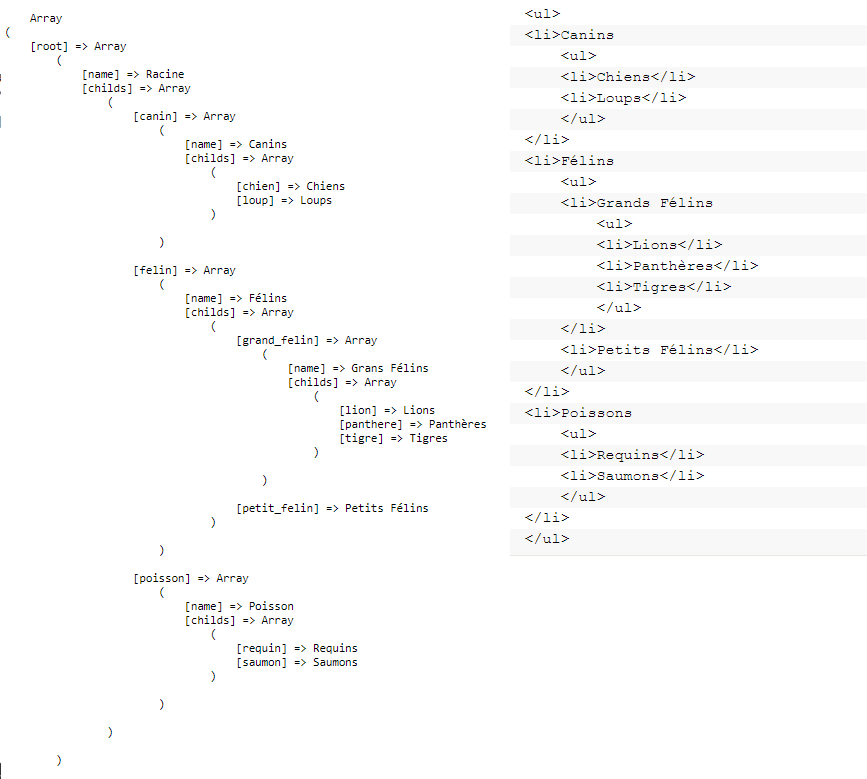 Array
(
[root] => Array
(
[name] => Racine
[childs] => Array
(
[canin] => Array
(
[name] => Canins
[childs] => Array
(
[chien] => Chiens
[loup] => Loups
)
)
[felin] => Array
(
[name] => Félins
[childs] => Array
(
[grand_felin] => Array
(
[name] => Grans Félins
[childs] => Array
(
[lion] => Lions
[panthere] => Panthères
[tigre] => Tigres
)
)
[petit_felin] => Petits Félins
)
)
[poisson] => Array
(
[name] => Poisson
[childs] => Array
(
[requin] => Requins
[saumon] => Saumons
)
)
)
)
<ul>
<li>Canins
<ul>
<li>Chiens</li>
<li>Loups</li>
</ul>
</li>
<li>Félins
<ul>
<li>Grands Félins
<ul>
<li>Lions</li>
<li>Panthères</li>
<li>Tigres</li>
</ul>
</li>
<li>Petits Félins</li>
</ul>
</li>
<li>Poissons
<ul>
<li>Requins</li>
<li>Saumons</li>
</ul>
</li>
</ul>